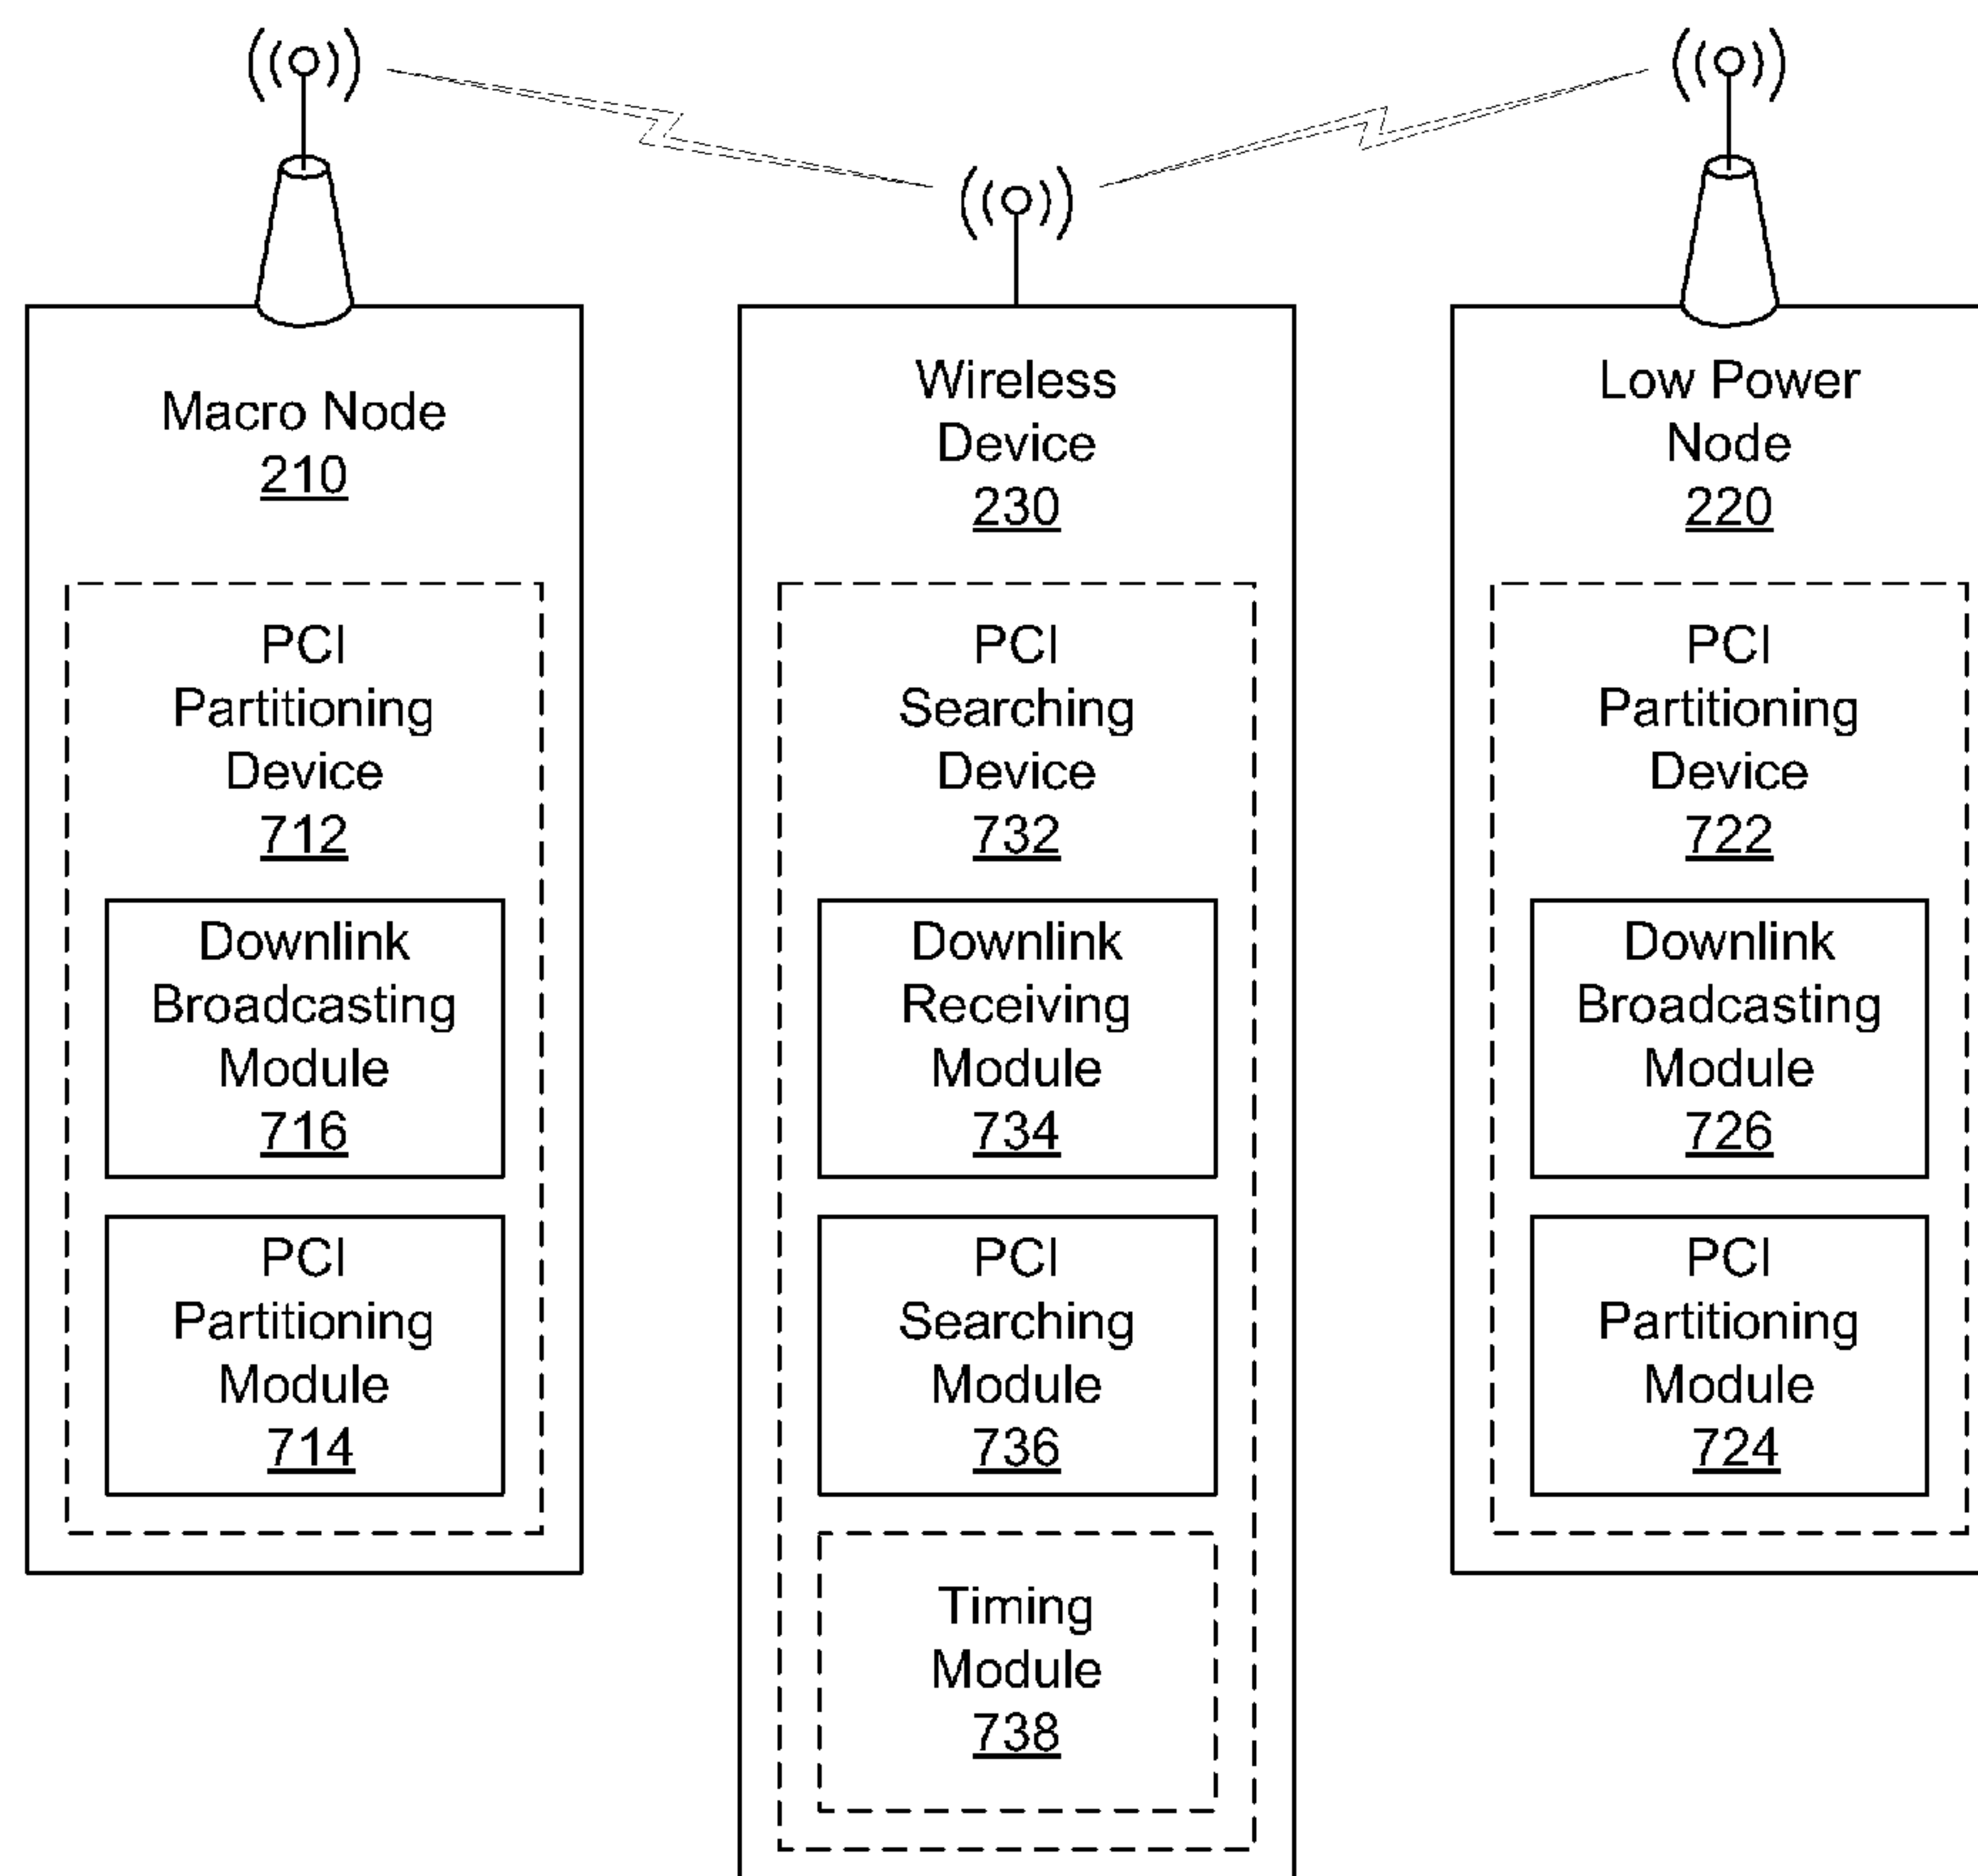 Macro Node
210
PCI
Partitioning
Device
712
Downlink
Broadcasting
Module
716
PCI
Partitioning
Module
714
Wireless
Device
230
PCI
Searching
Device
732
Downlink
Receiving
Module
734
PCI
Searching
Module
736
Timing
Module
738
Low Power
Node
220
PCI
Partitioning
Device
722
Downlink
Broadcasting
Module
726
PCI
Partitioning
Module
724